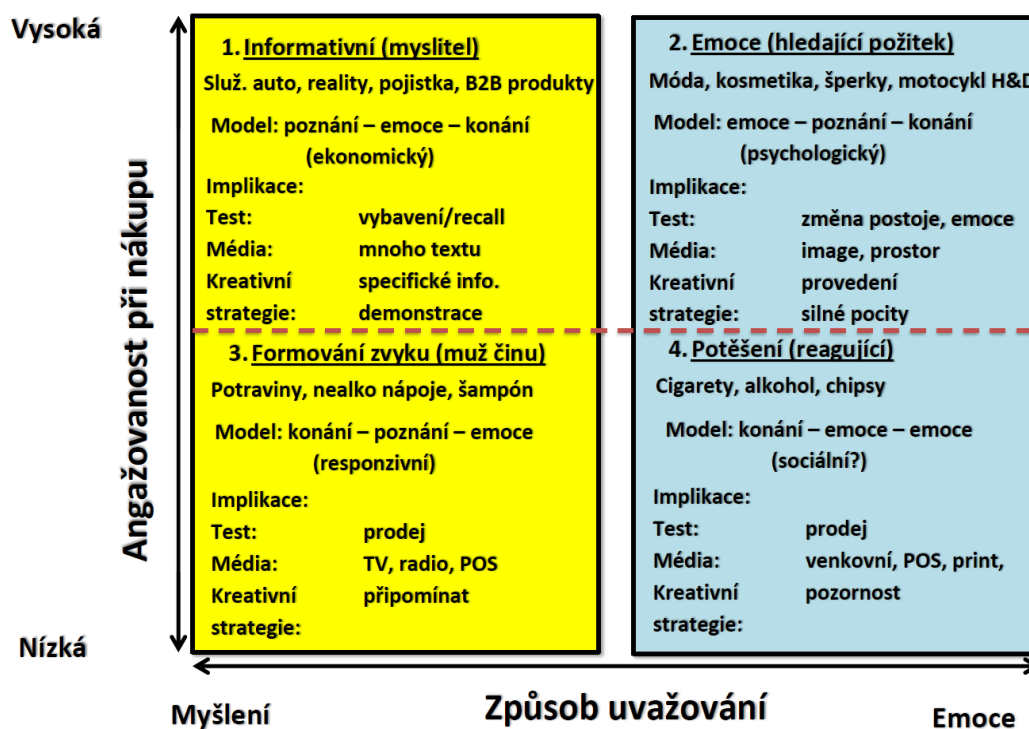 Vysoká
Angažovanost při nákupu
Nízká
1. Informativní (myslitel)
Služ. auto, reality, pojistka, B2B produkty
Model: poznání – emoce – konání
(ekonomický)
Implikace:
Test: vybavení/recall
Média: mnoho textu
Kreativní specifické info.
strategie: demonstrace
2. Emoce (hledající požitek)
Móda, kosmetika, šperky, motocykl H&D
Model: emoce – poznání – konání
(psychologický)
Implikace:
Test: změna postoje, emoce
Média: image, prostor
Kreativní provedení
strategie: silné pocity
3. Formování zvyku (muž činu)
Potraviny, nealko nápoje, šampón
Model: konání – poznání – emoce
(responzivní)
Implikace:
Test: prodej
Média: TV, radio, POS
Kreativní připomínat
strategie:
4. Potěšení (reagující)
Cigarety, alkohol, chipsy
Model: konání – emoce – emoce
(sociální?)
Implikace:
Test: prodej
Média: venkovní, POS, print,
Kreativní pozornost
strategie:
Myšlení
Způsob uvažování
Emoce